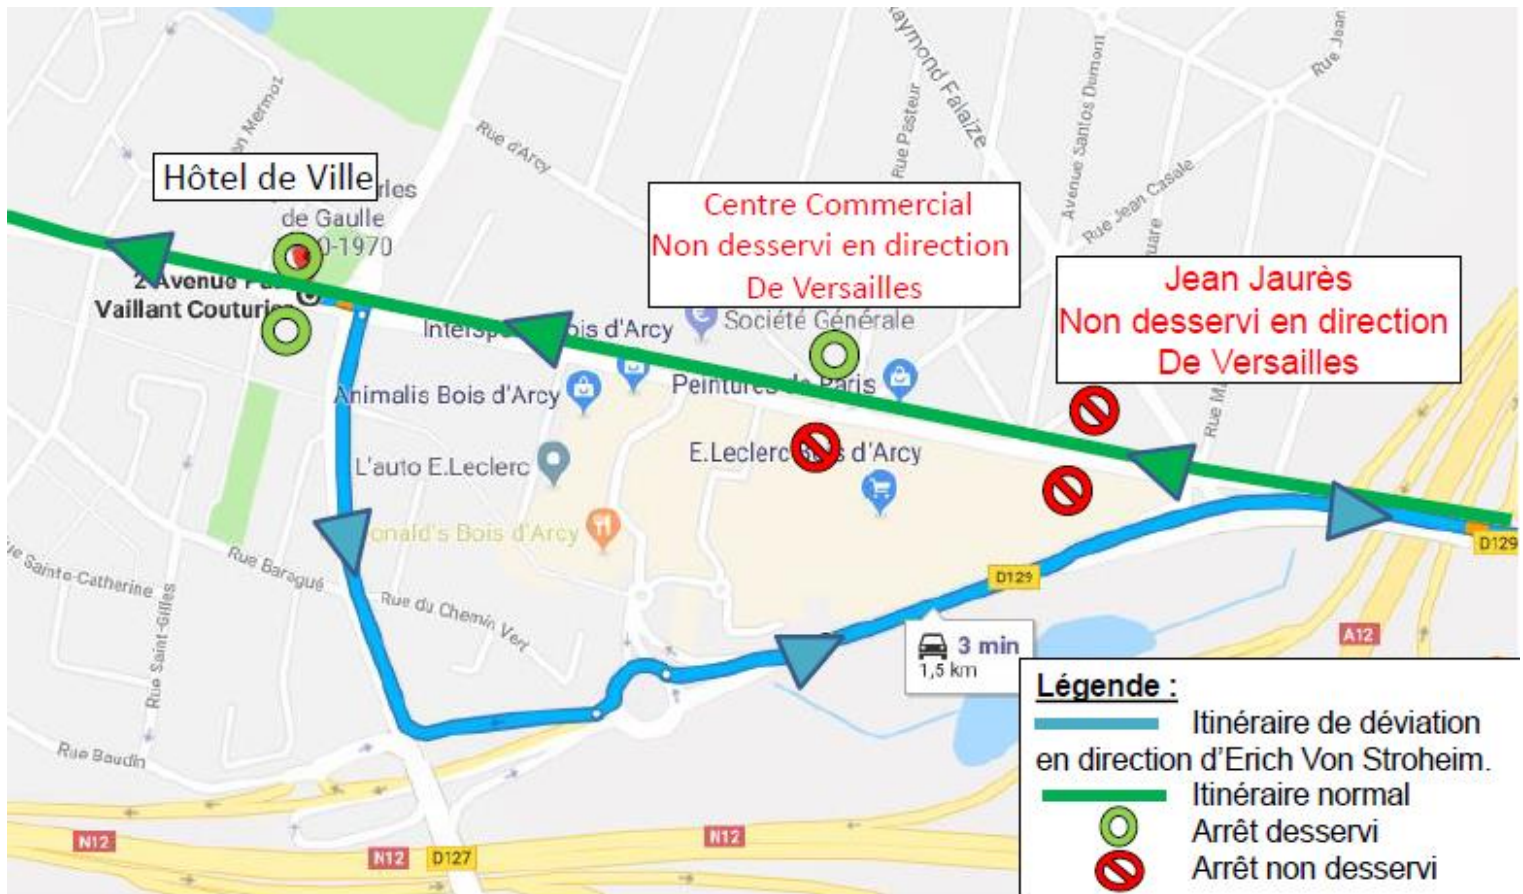 Raymond Falaize
Rue Pasteur
Avenue Santos Dumont
Rue Jean
Rue d'Arcy
Rue Jean Casale
Hôtel de Ville
de Gaulle
0-1970
2 Avenue
Vaillant Couturier
Centre Commercial
Non desservi en direction
De Versailles
Société Générale
Jean Jaurès
Non desservi en direction
De Versailles
Animalis Bois d'Arcy
Peintures de Paris
L'auto E.Leclerc
E.Leclerc Bois d'Arcy
onald's Bois d'Arcy
Rue Baragué
Rue du Chemin Vert
ue Sainte-Catherine
Rue Saint-Gilles
Rue Baudin
D129
D129
A12
3 min
1,5 km
N12
N12
D127
N12
Légende :
Itinéraire de déviation
en direction d'Erich Von Stroheim.
Itinéraire normal
Arrêt desservi
Arrêt non desservi